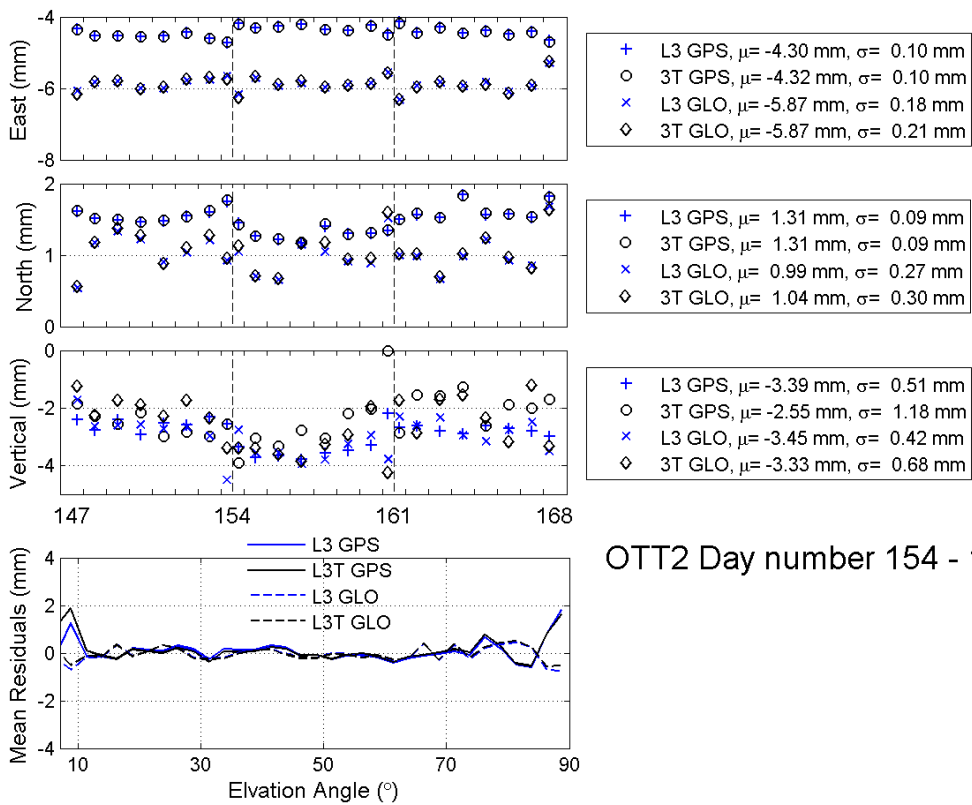 -4
-6
-8
East (mm)
+ L3 GPS, μ= -4.30 mm, σ= 0.10 mm
○ 3T GPS, μ= -4.32 mm, σ= 0.10 mm
× L3 GLO, μ= -5.87 mm, σ= 0.18 mm
◇ 3T GLO, μ= -5.87 mm, σ= 0.21 mm
2
1
0
North (mm)
+ L3 GPS, μ= 1.31 mm, σ= 0.09 mm
○ 3T GPS, μ= 1.31 mm, σ= 0.09 mm
× L3 GLO, μ= 0.99 mm, σ= 0.27 mm
◇ 3T GLO, μ= 1.04 mm, σ= 0.30 mm
0
-2
-4
Vertical (mm)
+ L3 GPS, μ= -3.39 mm, σ= 0.51 mm
○ 3T GPS, μ= -2.55 mm, σ= 1.18 mm
× L3 GLO, μ= -3.45 mm, σ= 0.42 mm
◇ 3T GLO, μ= -3.33 mm, σ= 0.68 mm
147 154 161 168
OTT2 Day number 154 -
L3 GPS
L3T GPS
L3 GLO
L3T GLO
4
2
0
-2
-4
Mean Residuals (mm)
10 30 50 70 90
Elvation Angle (°)